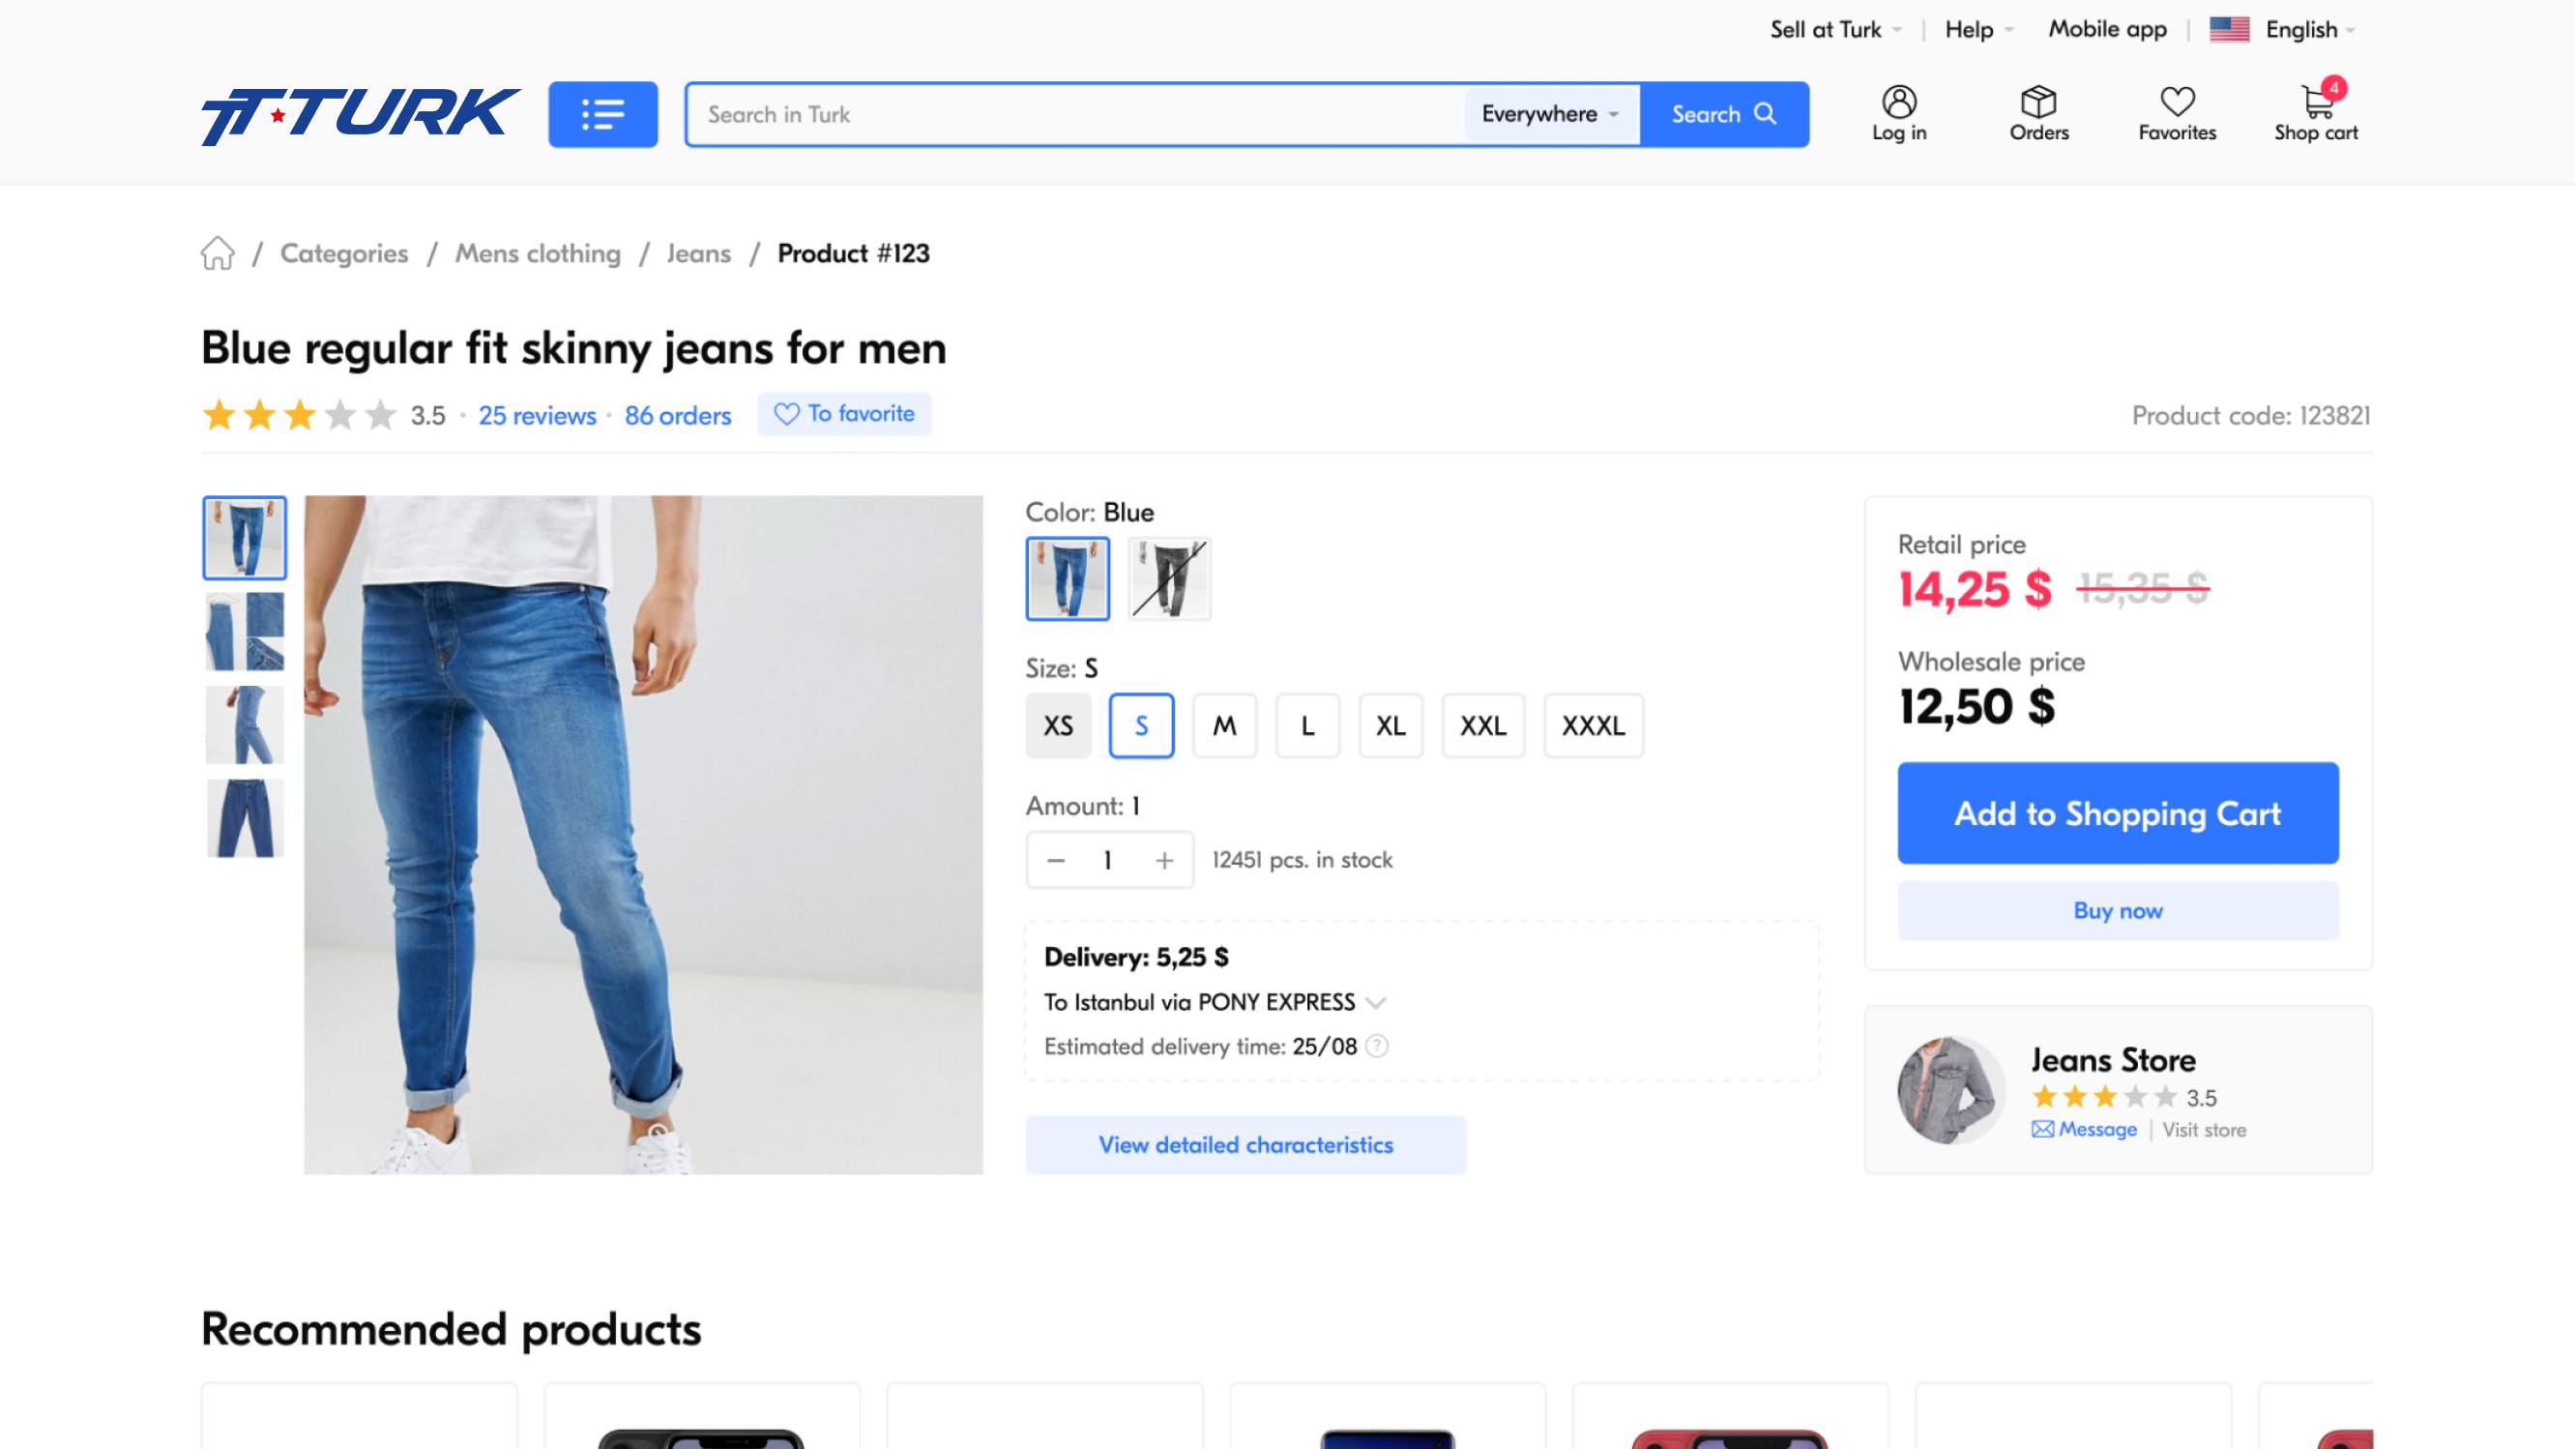 Sell at Turk | Help Mobile app | English
TURK
Search in Turk Everywhere Search
4
Log in Orders Favorites Shop cart
/ Categories / Mens clothing / Jeans / Product #123
Blue regular fit skinny jeans for men
3.5 · 25 reviews · 86 orders To favorite Product code: 123821
Color: Blue
Size: S
XS S M L XL XXL XXXL
Amount: 1
− 1 + 12451 pcs. in stock
Delivery: 5,25 $
To Istanbul via PONY EXPRESS
Estimated delivery time: 25/08 ?
View detailed characteristics
Retail price
14,25 $ 15,35 $
Wholesale price
12,50 $
Add to Shopping Cart
Buy now
Jeans Store
3.5
Message | Visit store
Recommended products